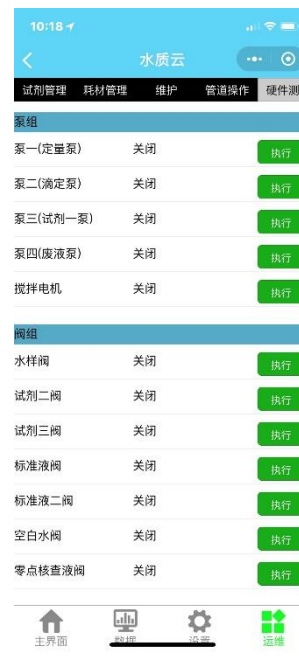 10:18
水质云
试剂管理 耗材管理 维护 管道操作 硬件测
泵组
泵一(定量泵) 关闭 执行
泵二(滴定泵) 关闭 执行
泵三(试剂一泵) 关闭 执行
泵四(废液泵) 关闭 执行
搅拌电机 关闭 执行
阀组
水样阀 关闭 执行
试剂二阀 关闭 执行
试剂三阀 关闭 执行
标准液阀 关闭 执行
标准液二阀 关闭 执行
空白水阀 关闭 执行
零点核查液阀 关闭 执行
主界面 数据 设置 运维